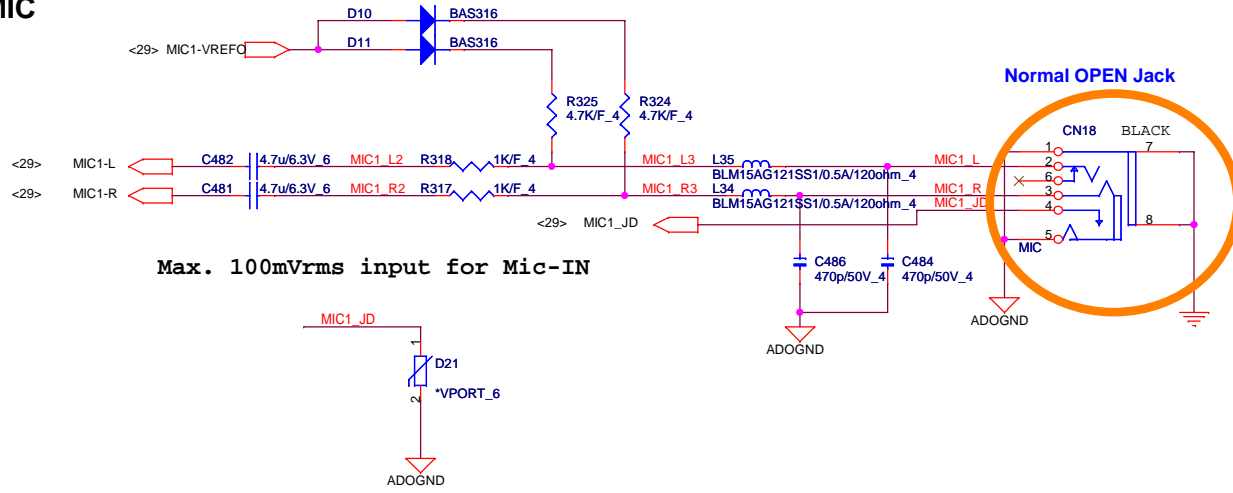 MIC
D10 BAS316
<29> MIC1-VREFO D11 BAS316
Normal OPEN Jack
R325 R324
4.7K/F_4 4.7K/F_4
CN18 BLACK
1 7
<29> MIC1-L C482 4.7u/6.3V_6 MIC1_L2 R318 1K/F_4 MIC1_L3 L35 MIC1_L 2
BLM15AG121SS1/0.5A/120ohm_4
6
<29> MIC1-R C481 4.7u/6.3V_6 MIC1_R2 R317 1K/F_4 MIC1_R3 L34 MIC1_R 3
BLM15AG121SS1/0.5A/120ohm_4 MIC1_JD 4
<29> MIC1_JD 8
5
MIC
Max. 100mVrms input for Mic-IN
C486 C484
470p/50V_4 470p/50V_4
ADOGND
MIC1_JD
ADOGND
1
D21
*VPORT_6
2
ADOGND